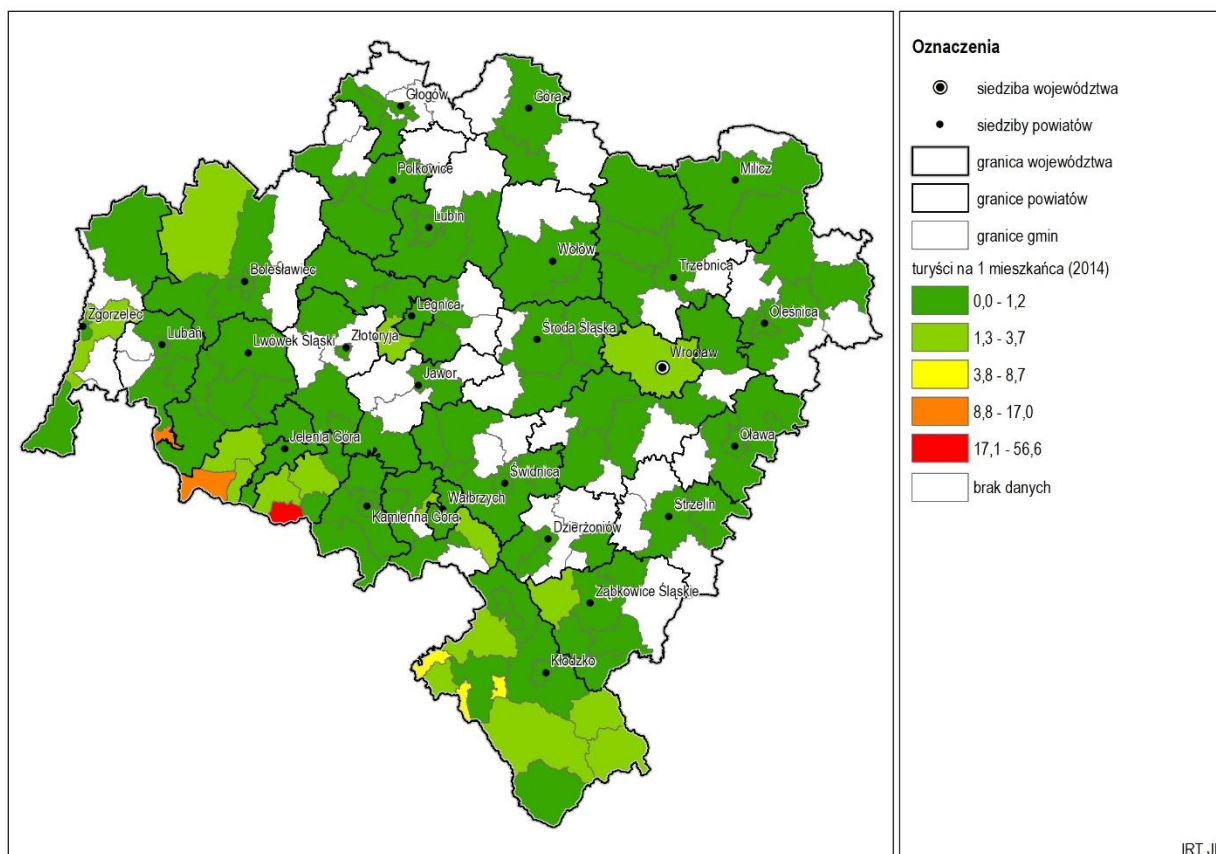 Głogów
Góra
Polkowice
Milicz
Lubin
Wołów
Bolesławiec
Trzebnica
Legnica
Zgorzelec
Oleśnica
Środa Śląska
Lubań
Lwówek Śląski
Złotoryja
Wrocław
Jawor
Jelenia Góra
Oława
Świdnica
Wałbrzych
Kamienna Góra
Strzelin
Dzierżoniów
Ząbkowice Śląskie
Kłodzko
Oznaczenia
siedziba województwa
siedziby powiatów
granica województwa
granice powiatów
granice gmin
turyści na 1 mieszkańca (2014)
0,0 - 1,2
1,3 - 3,7
3,8 - 8,7
8,8 - 17,0
17,1 - 56,6
brak danych
IRT